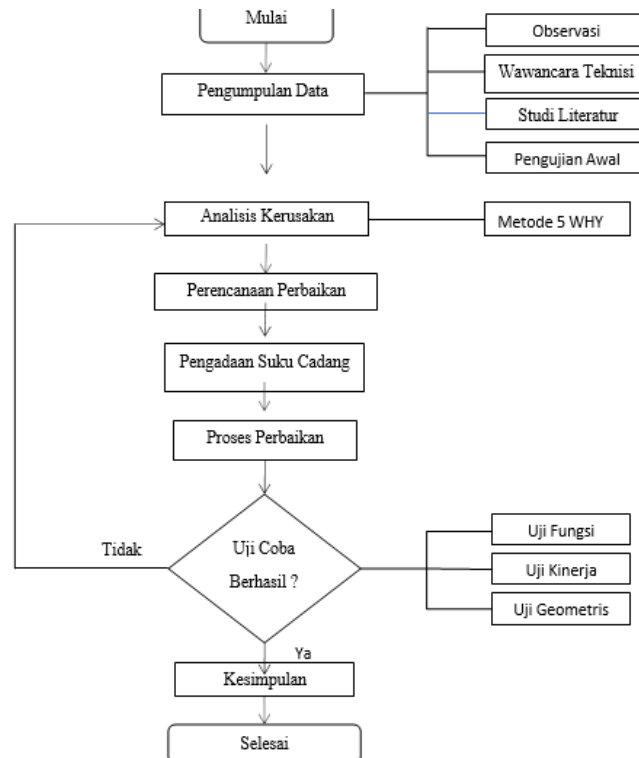 Mulai
Observasi
Wawancara Teknisi
Pengumpulan Data
Studi Literatur
Pengujian Awal
Analisis Kerusakan
Metode 5 WHY
Perencanaan Perbaikan
Pengadaan Suku Cadang
Proses Perbaikan
Tidak
Uji Coba
Berhasil ?
Uji Fungsi
Uji Kinerja
Uji Geometris
Ya
Kesimpulan
Selesai